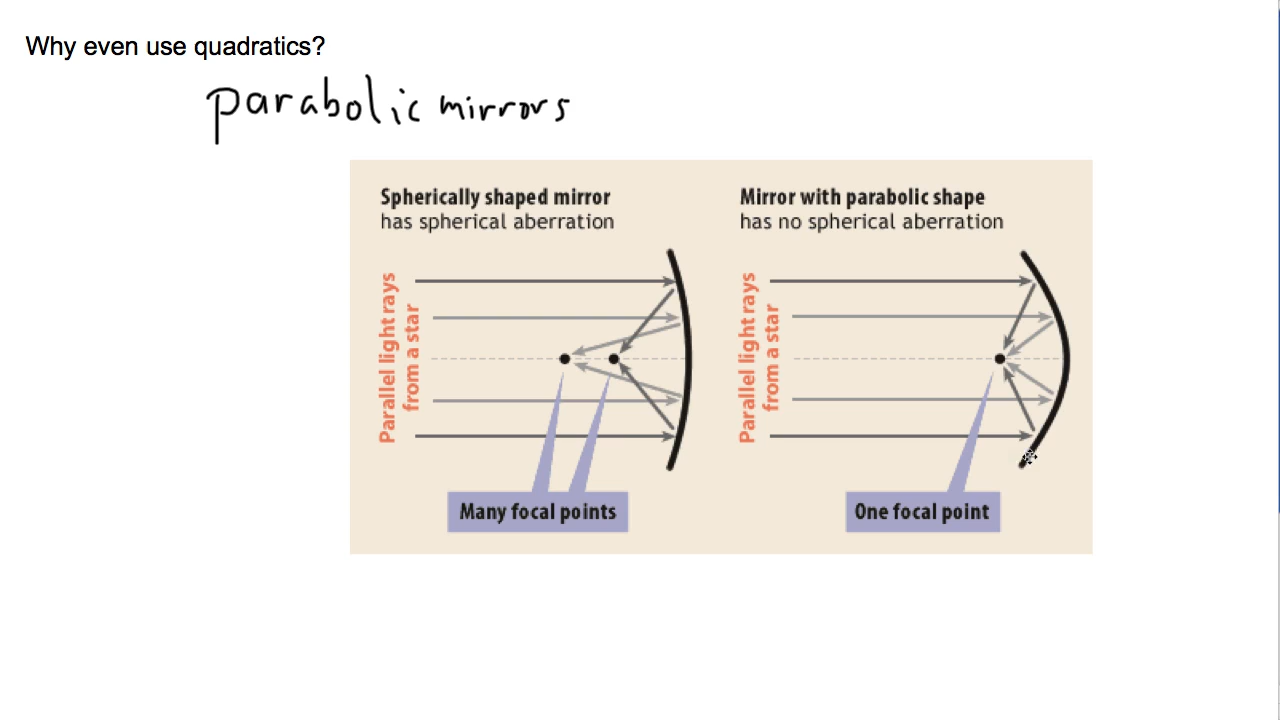 Why even use quadratics?
parabolic mirrors
Spherically shaped mirror
has spherical aberration
Parallel light rays
from a star
Many focal points
Mirror with parabolic shape
has no spherical aberration
Parallel light rays
from a star
One focal point